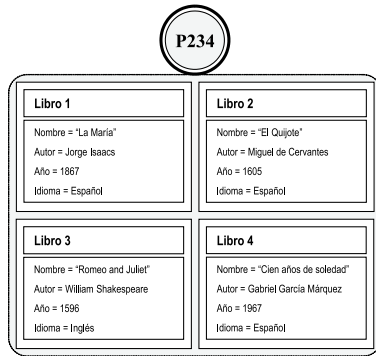 P234
Libro 1
Nombre = “La María”
Autor = Jorge Isaacs
Año = 1867
Idioma = Español
Libro 2
Nombre = “El Quijote”
Autor = Miguel de Cervantes
Año = 1605
Idioma = Español
Libro 3
Nombre = “Romeo and Juliet”
Autor = William Shakespeare
Año = 1596
Idioma = Inglés
Libro 4
Nombre = “Cien años de soledad”
Autor = Gabriel García Márquez
Año = 1967
Idioma = Español